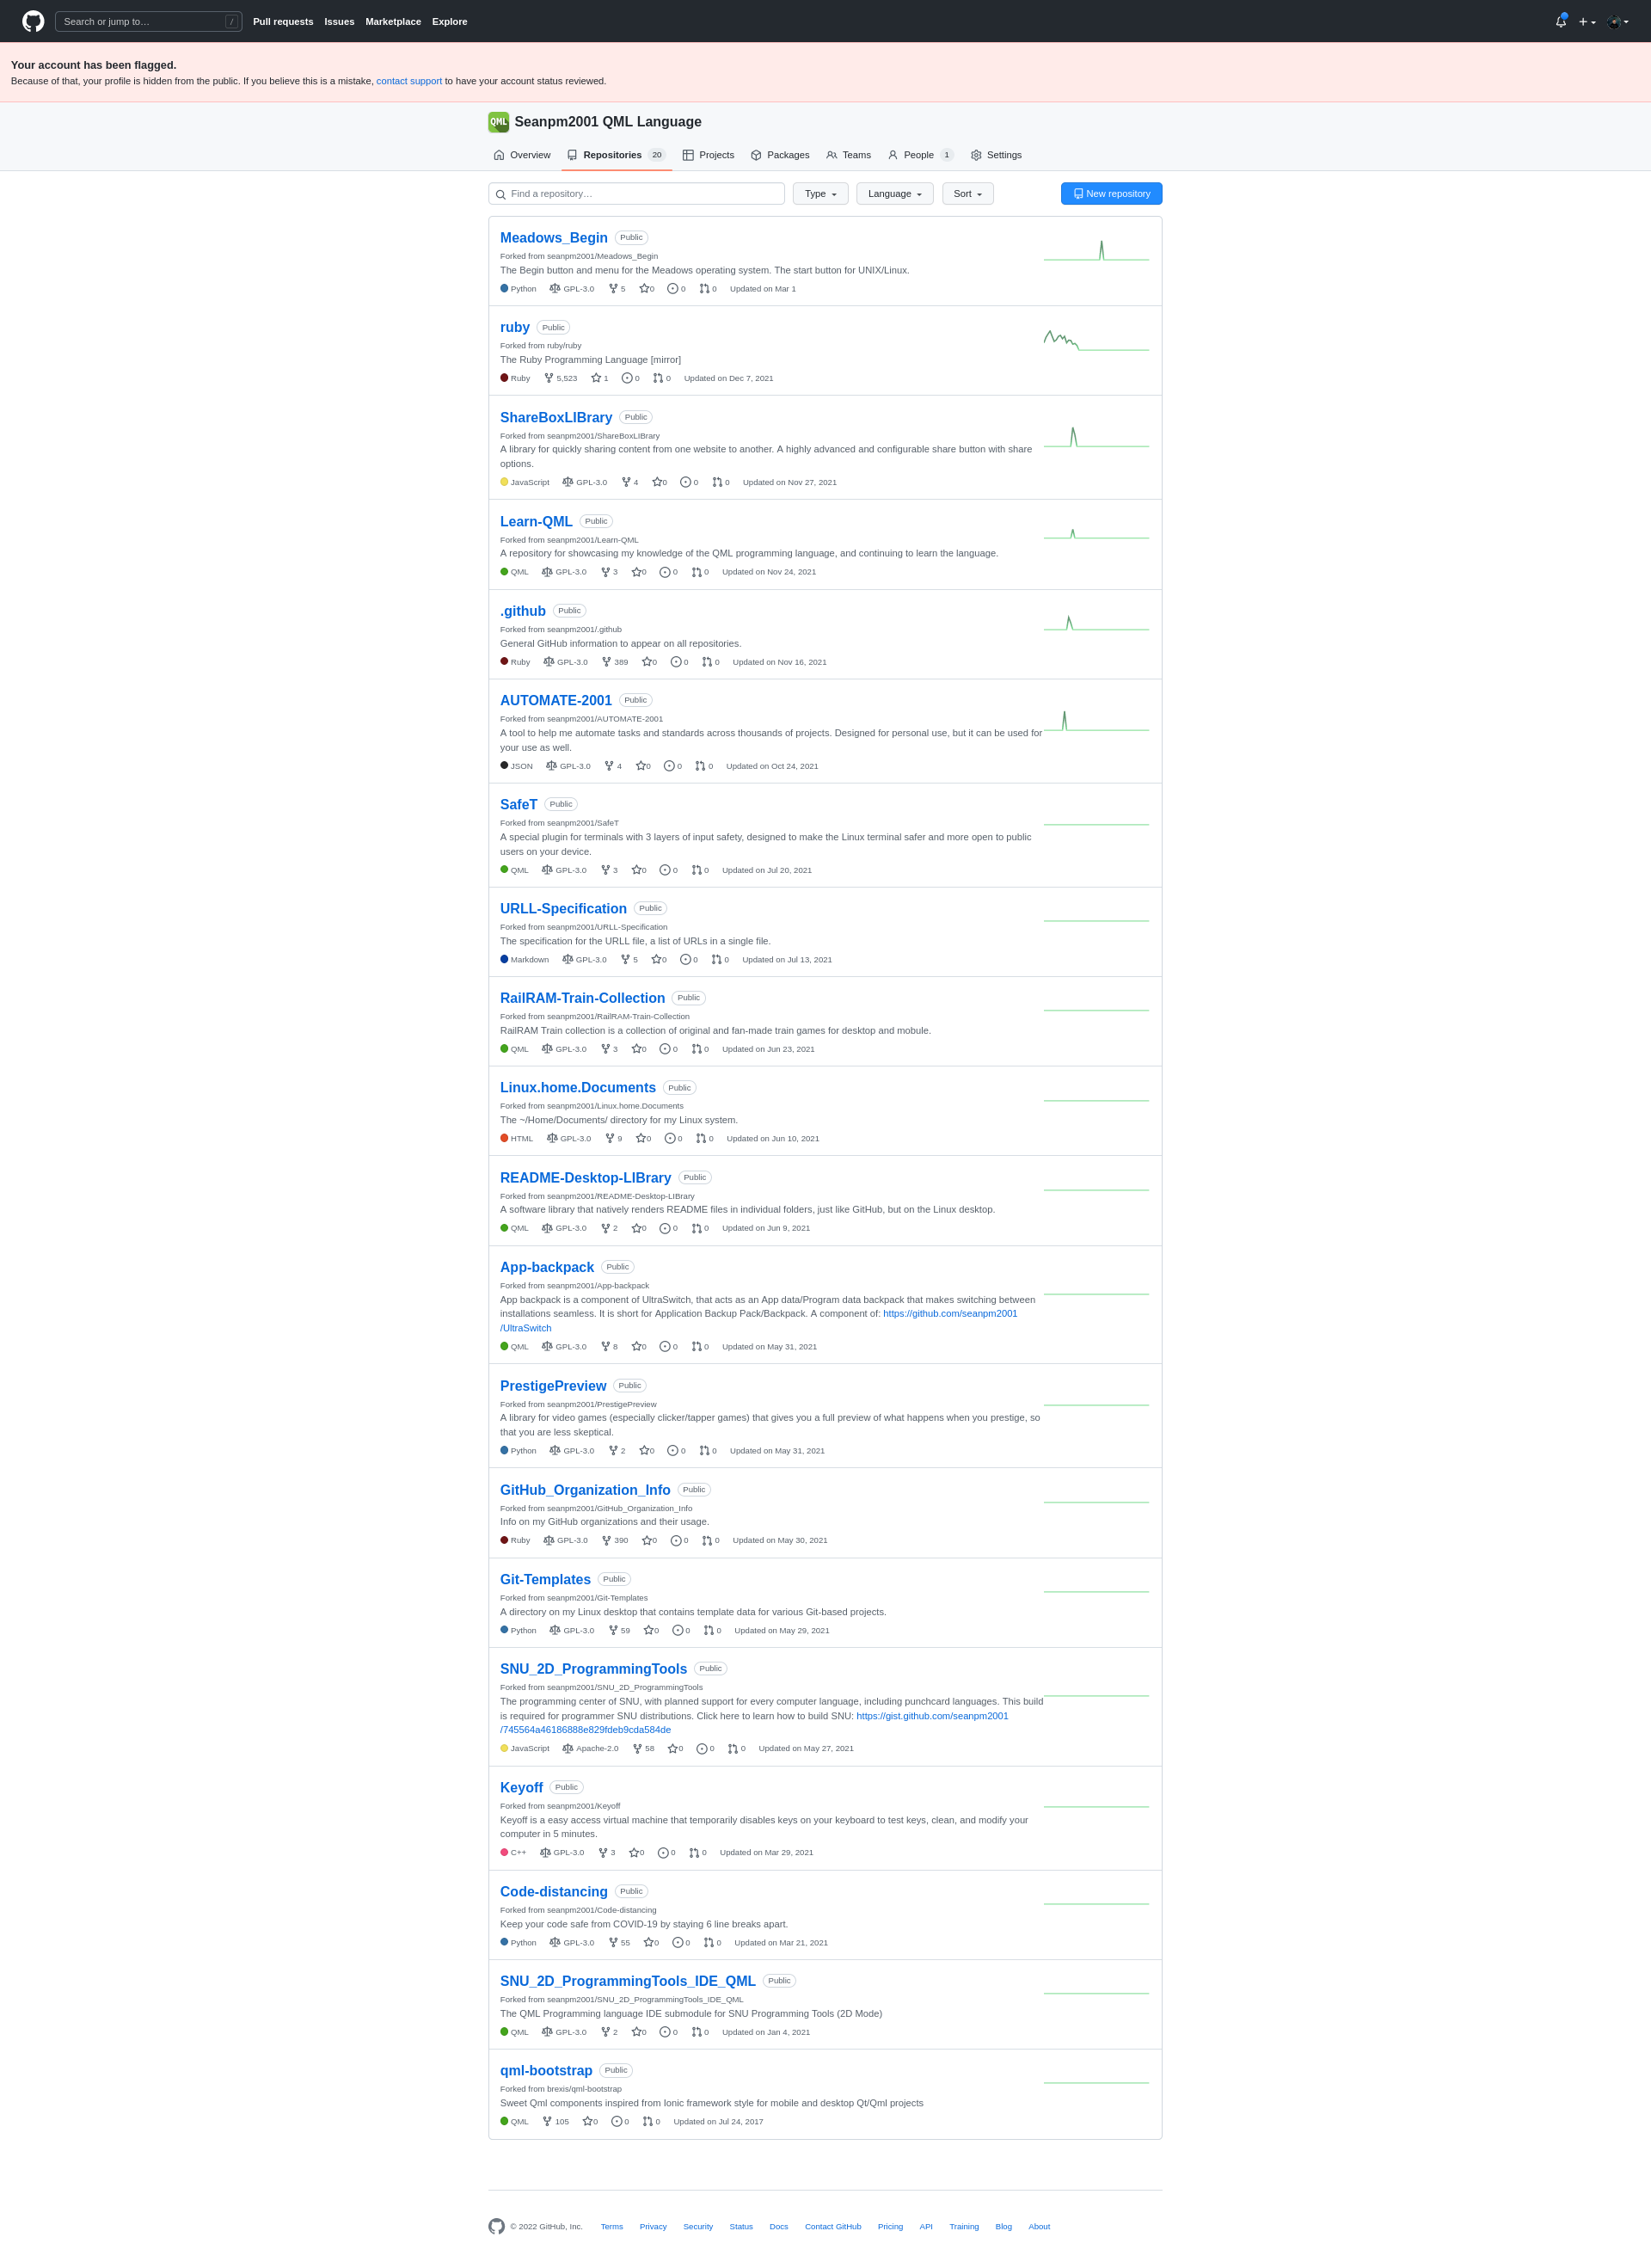 Search or jump to… / Pull requests Issues Marketplace Explore
Your account has been flagged.
Because of that, your profile is hidden from the public. If you believe this is a mistake, contact support to have your account status reviewed.
QML Seanpm2001 QML Language
Overview Repositories 20 Projects Packages Teams People 1 Settings
Find a repository… Type Language Sort New repository
Meadows_Begin Public
Forked from seanpm2001/Meadows_Begin
The Begin button and menu for the Meadows operating system. The start button for UNIX/Linux.
Python GPL-3.0 5 0 0 0 Updated on Mar 1
ruby Public
Forked from ruby/ruby
The Ruby Programming Language [mirror]
Ruby 5,523 1 0 0 Updated on Dec 7, 2021
ShareBoxLIBrary Public
Forked from seanpm2001/ShareBoxLIBrary
A library for quickly sharing content from one website to another. A highly advanced and configurable share button with share
options.
JavaScript GPL-3.0 4 0 0 0 Updated on Nov 27, 2021
Learn-QML Public
Forked from seanpm2001/Learn-QML
A repository for showcasing my knowledge of the QML programming language, and continuing to learn the language.
QML GPL-3.0 3 0 0 0 Updated on Nov 24, 2021
.github Public
Forked from seanpm2001/.github
General GitHub information to appear on all repositories.
Ruby GPL-3.0 389 0 0 0 Updated on Nov 16, 2021
AUTOMATE-2001 Public
Forked from seanpm2001/AUTOMATE-2001
A tool to help me automate tasks and standards across thousands of projects. Designed for personal use, but it can be used for
your use as well.
JSON GPL-3.0 4 0 0 0 Updated on Oct 24, 2021
SafeT Public
Forked from seanpm2001/SafeT
A special plugin for terminals with 3 layers of input safety, designed to make the Linux terminal safer and more open to public
users on your device.
QML GPL-3.0 3 0 0 0 Updated on Jul 20, 2021
URLL-Specification Public
Forked from seanpm2001/URLL-Specification
The specification for the URLL file, a list of URLs in a single file.
Markdown GPL-3.0 5 0 0 0 Updated on Jul 13, 2021
RailRAM-Train-Collection Public
Forked from seanpm2001/RailRAM-Train-Collection
RailRAM Train collection is a collection of original and fan-made train games for desktop and mobule.
QML GPL-3.0 3 0 0 0 Updated on Jun 23, 2021
Linux.home.Documents Public
Forked from seanpm2001/Linux.home.Documents
The ~/Home/Documents/ directory for my Linux system.
HTML GPL-3.0 9 0 0 0 Updated on Jun 10, 2021
README-Desktop-LIBrary Public
Forked from seanpm2001/README-Desktop-LIBrary
A software library that natively renders README files in individual folders, just like GitHub, but on the Linux desktop.
QML GPL-3.0 2 0 0 0 Updated on Jun 9, 2021
App-backpack Public
Forked from seanpm2001/App-backpack
App backpack is a component of UltraSwitch, that acts as an App data/Program data backpack that makes switching between
installations seamless. It is short for Application Backup Pack/Backpack. A component of: https://github.com/seanpm2001
/UltraSwitch
QML GPL-3.0 8 0 0 0 Updated on May 31, 2021
PrestigePreview Public
Forked from seanpm2001/PrestigePreview
A library for video games (especially clicker/tapper games) that gives you a full preview of what happens when you prestige, so
that you are less skeptical.
Python GPL-3.0 2 0 0 0 Updated on May 31, 2021
GitHub_Organization_Info Public
Forked from seanpm2001/GitHub_Organization_Info
Info on my GitHub organizations and their usage.
Ruby GPL-3.0 390 0 0 0 Updated on May 30, 2021
Git-Templates Public
Forked from seanpm2001/Git-Templates
A directory on my Linux desktop that contains template data for various Git-based projects.
Python GPL-3.0 59 0 0 0 Updated on May 29, 2021
SNU_2D_ProgrammingTools Public
Forked from seanpm2001/SNU_2D_ProgrammingTools
The programming center of SNU, with planned support for every computer language, including punchcard languages. This build
is required for programmer SNU distributions. Click here to learn how to build SNU: https://gist.github.com/seanpm2001
/745564a46186888e829fdeb9cda584de
JavaScript Apache-2.0 58 0 0 0 Updated on May 27, 2021
Keyoff Public
Forked from seanpm2001/Keyoff
Keyoff is a easy access virtual machine that temporarily disables keys on your keyboard to test keys, clean, and modify your
computer in 5 minutes.
C++ GPL-3.0 3 0 0 0 Updated on Mar 29, 2021
Code-distancing Public
Forked from seanpm2001/Code-distancing
Keep your code safe from COVID-19 by staying 6 line breaks apart.
Python GPL-3.0 55 0 0 0 Updated on Mar 21, 2021
SNU_2D_ProgrammingTools_IDE_QML Public
Forked from seanpm2001/SNU_2D_ProgrammingTools_IDE_QML
The QML Programming language IDE submodule for SNU Programming Tools (2D Mode)
QML GPL-3.0 2 0 0 0 Updated on Jan 4, 2021
qml-bootstrap Public
Forked from brexis/qml-bootstrap
Sweet Qml components inspired from Ionic framework style for mobile and desktop Qt/Qml projects
QML 105 0 0 0 Updated on Jul 24, 2017
© 2022 GitHub, Inc. Terms Privacy Security Status Docs Contact GitHub Pricing API Training Blog About